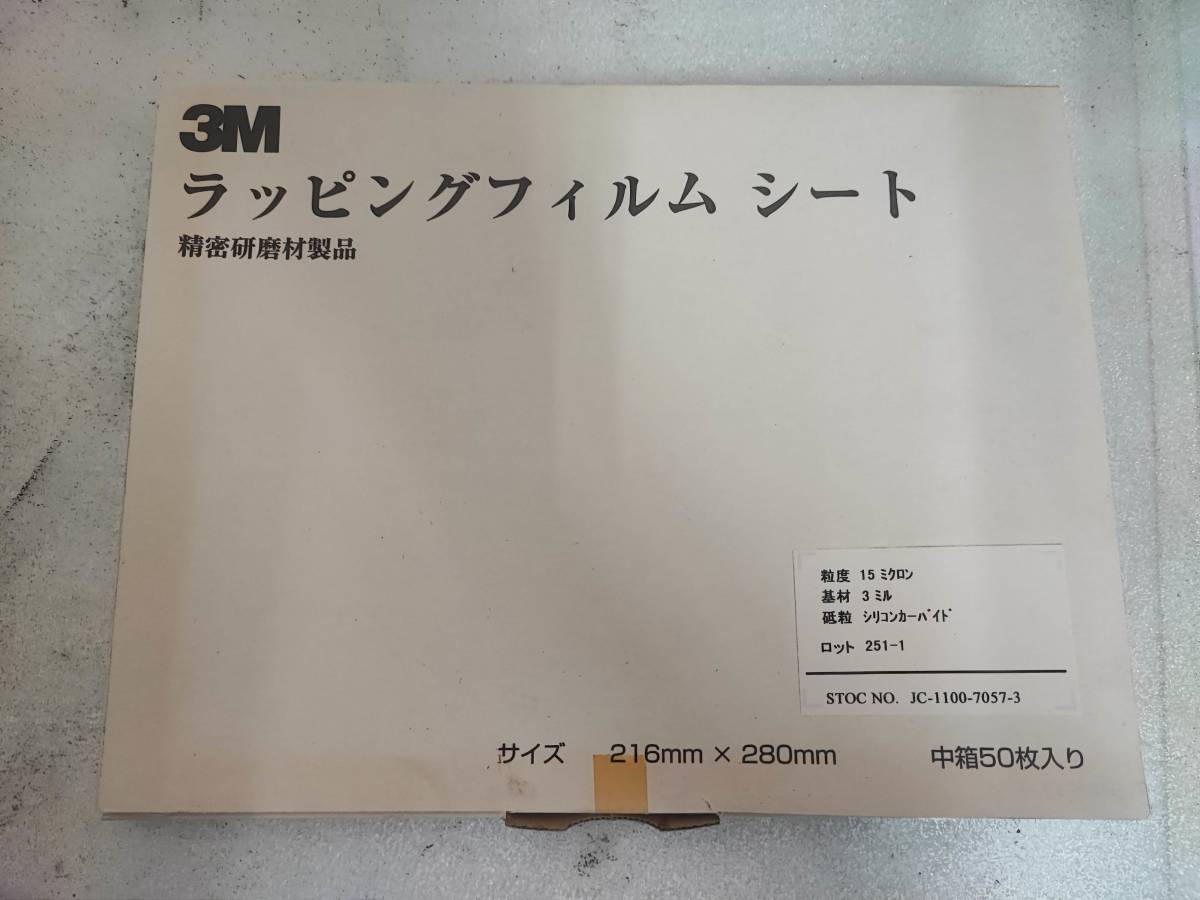 3M
ラッピングフィルム シート
精密研磨材製品
粒度 15 ミクロン
基材 3 ミル
砥粒 シリコンカーバイド
ロット 251-1
STOC NO. JC-1100-7057-3
サイズ 216mm × 280mm 中箱50枚入り